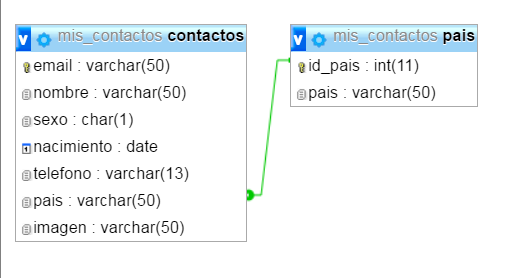 v mis_contactos contactos
email : varchar(50)
nombre : varchar(50)
sexo : char(1)
nacimiento : date
telefono : varchar(13)
pais : varchar(50)
imagen : varchar(50)
v mis_contactos pais
id_pais : int(11)
pais : varchar(50)